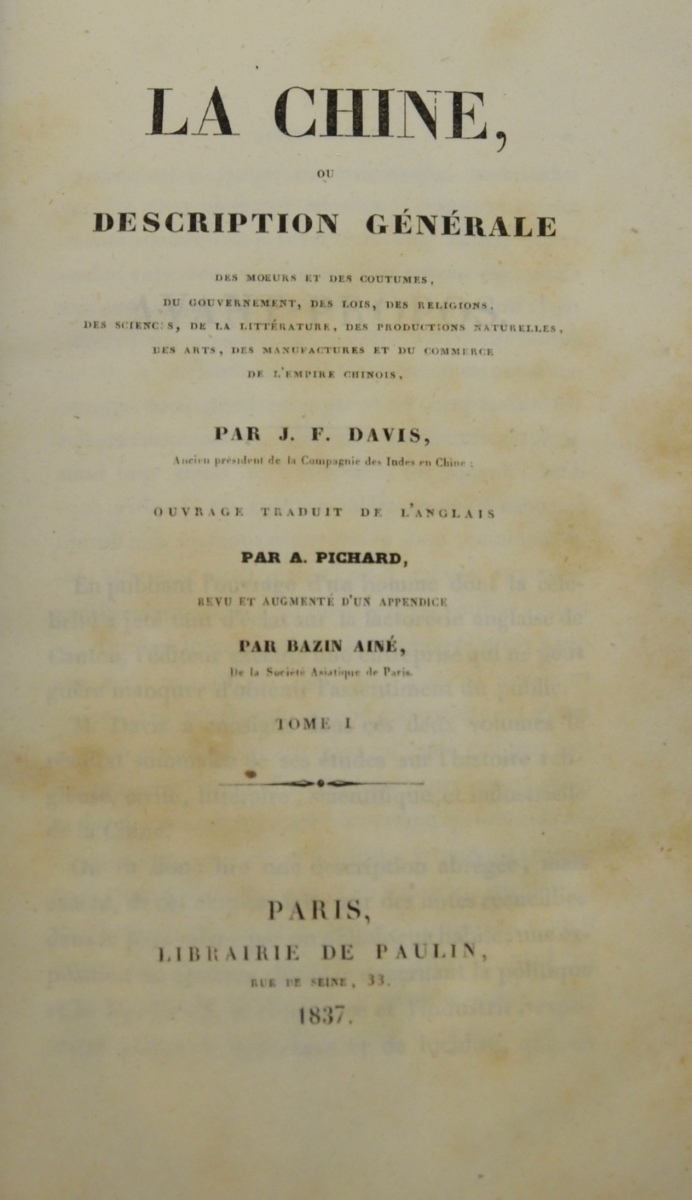 LA CHINE,
OU
DESCRIPTION GÉNÉRALE
DES MOEURS ET DES COUTUMES,
DU GOUVERNEMENT, DES LOIS, DES RELIGIONS,
DES SCIENCES, DE LA LITTÉRATURE, DES PRODUCTIONS NATURELLES,
DES ARTS, DES MANUFACTURES ET DU COMMERCE
DE L'EMPIRE CHINOIS,
PAR J. F. DAVIS,
Ancien président de la Compagnie des Indes en Chine;
OUVRAGE TRADUIT DE L'ANGLAIS
PAR A. PICHARD,
REVU ET AUGMENTÉ D'UN APPENDICE
PAR BAZIN AINÉ,
De la Société Asiatique de Paris.
TOME I
PARIS,
LIBRAIRIE DE PAULIN,
RUE DE SEINE, 33.
1837.